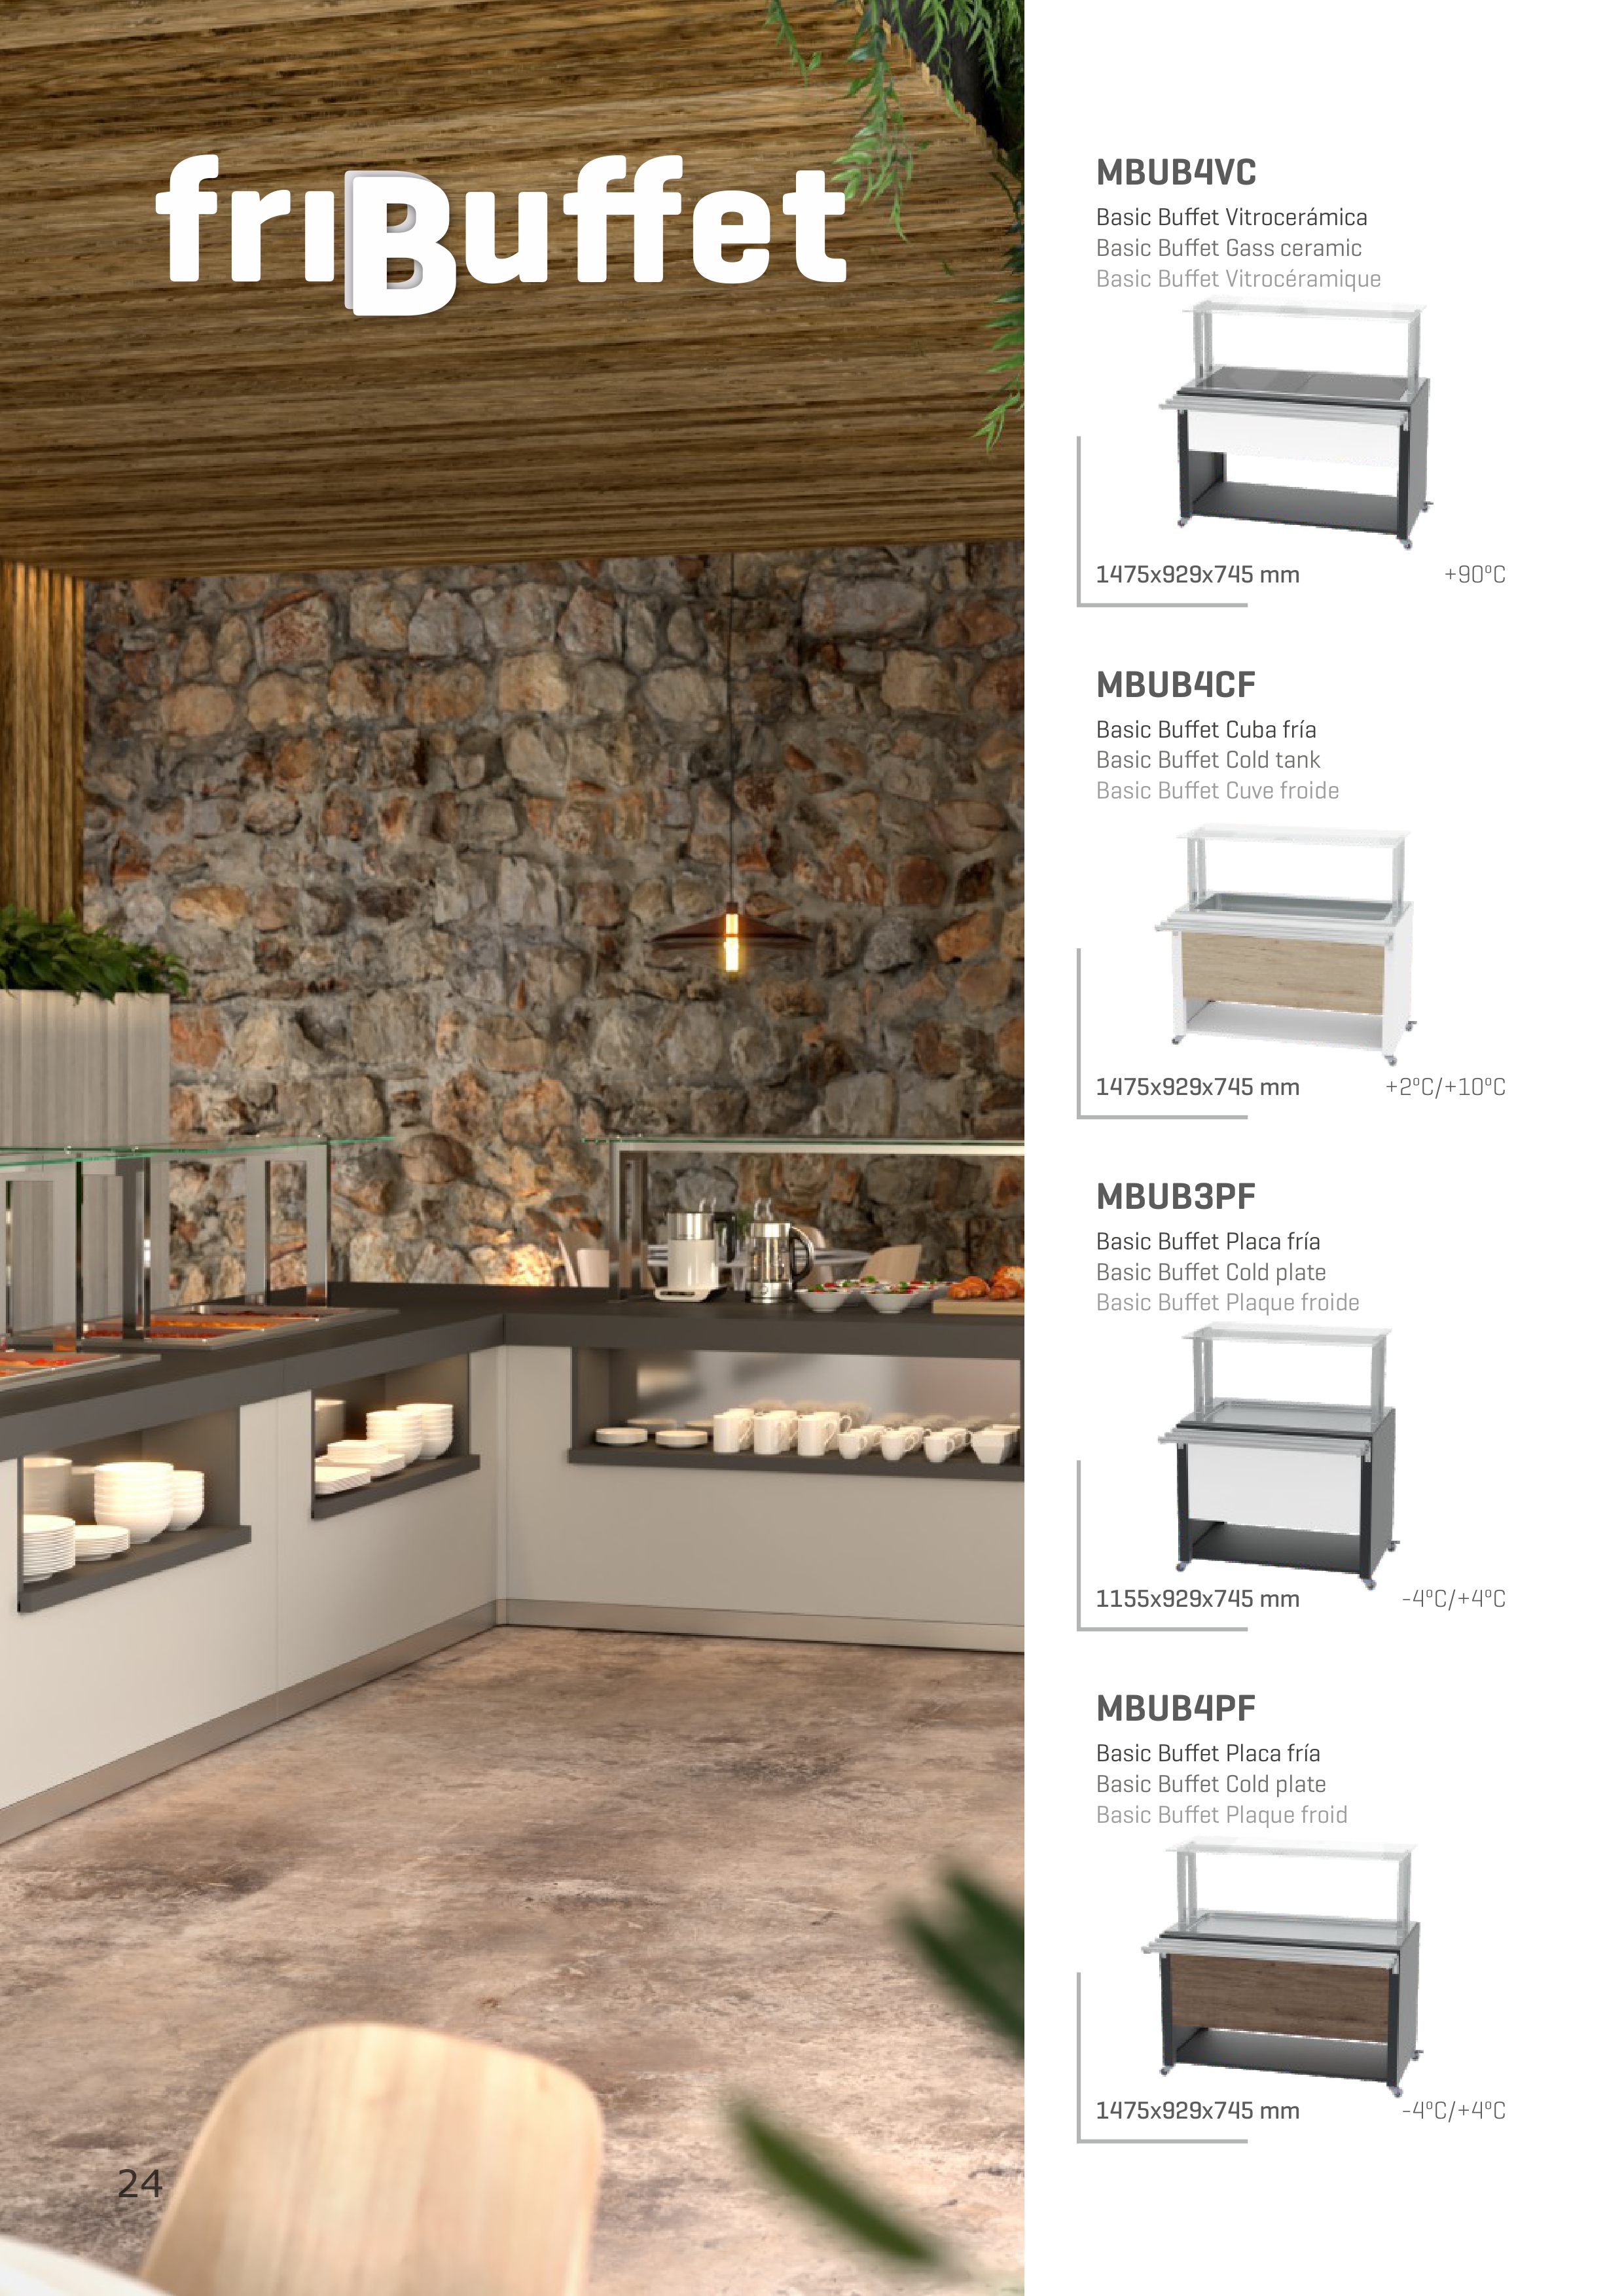 friBuffet
MBUB4VC
Basic Buffet Vitrocerámica
Basic Buffet Gass ceramic
Basic Buffet Vitrocéramique
1475x929x745 mm +90ºC
MBUB4CF
Basic Buffet Cuba fría
Basic Buffet Cold tank
Basic Buffet Cuve froide
1475x929x745 mm +2ºC/+10ºC
MBUB3PF
Basic Buffet Placa fría
Basic Buffet Cold plate
Basic Buffet Plaque froide
1155x929x745 mm -4ºC/+4ºC
MBUB4PF
Basic Buffet Placa fría
Basic Buffet Cold plate
Basic Buffet Plaque froid
1475x929x745 mm -4ºC/+4ºC
24